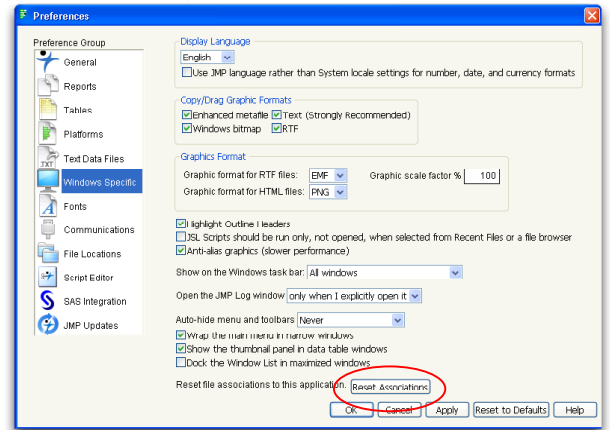 Preferences
Preference Group
General
Reports
Tables
Platforms
TXT
Text Data Files
Windows Specific
A
Fonts
Communications
File Locations
Script Editor
S
SAS Integration
JMP Updates
Display Language
English
Use JMP language rather than System locale settings for number, date, and currency formats
Copy/Drag Graphic Formats
Enhanced metafile Text (Strongly Recommended)
Windows bitmap RTF
Graphics Format
Graphic format for RTF files: EMF Graphic scale factor % 100
Graphic format for HTML files: PNG
Highlight Outline Headers
JSL Scripts should be run only, not opened, when selected from Recent Files or a file browser
Anti-alias graphics (slower performance)
Show on the Windows task bar: All windows
Open the JMP Log window only when I explicitly open it
Auto-hide menu and toolbars Never
Wrap the main menu in narrow windows
Show the thumbnail panel in data table windows
Dock the Window List in maximized windows
Reset file associations to this application. Reset Associations
OK Cancel Apply Reset to Defaults Help